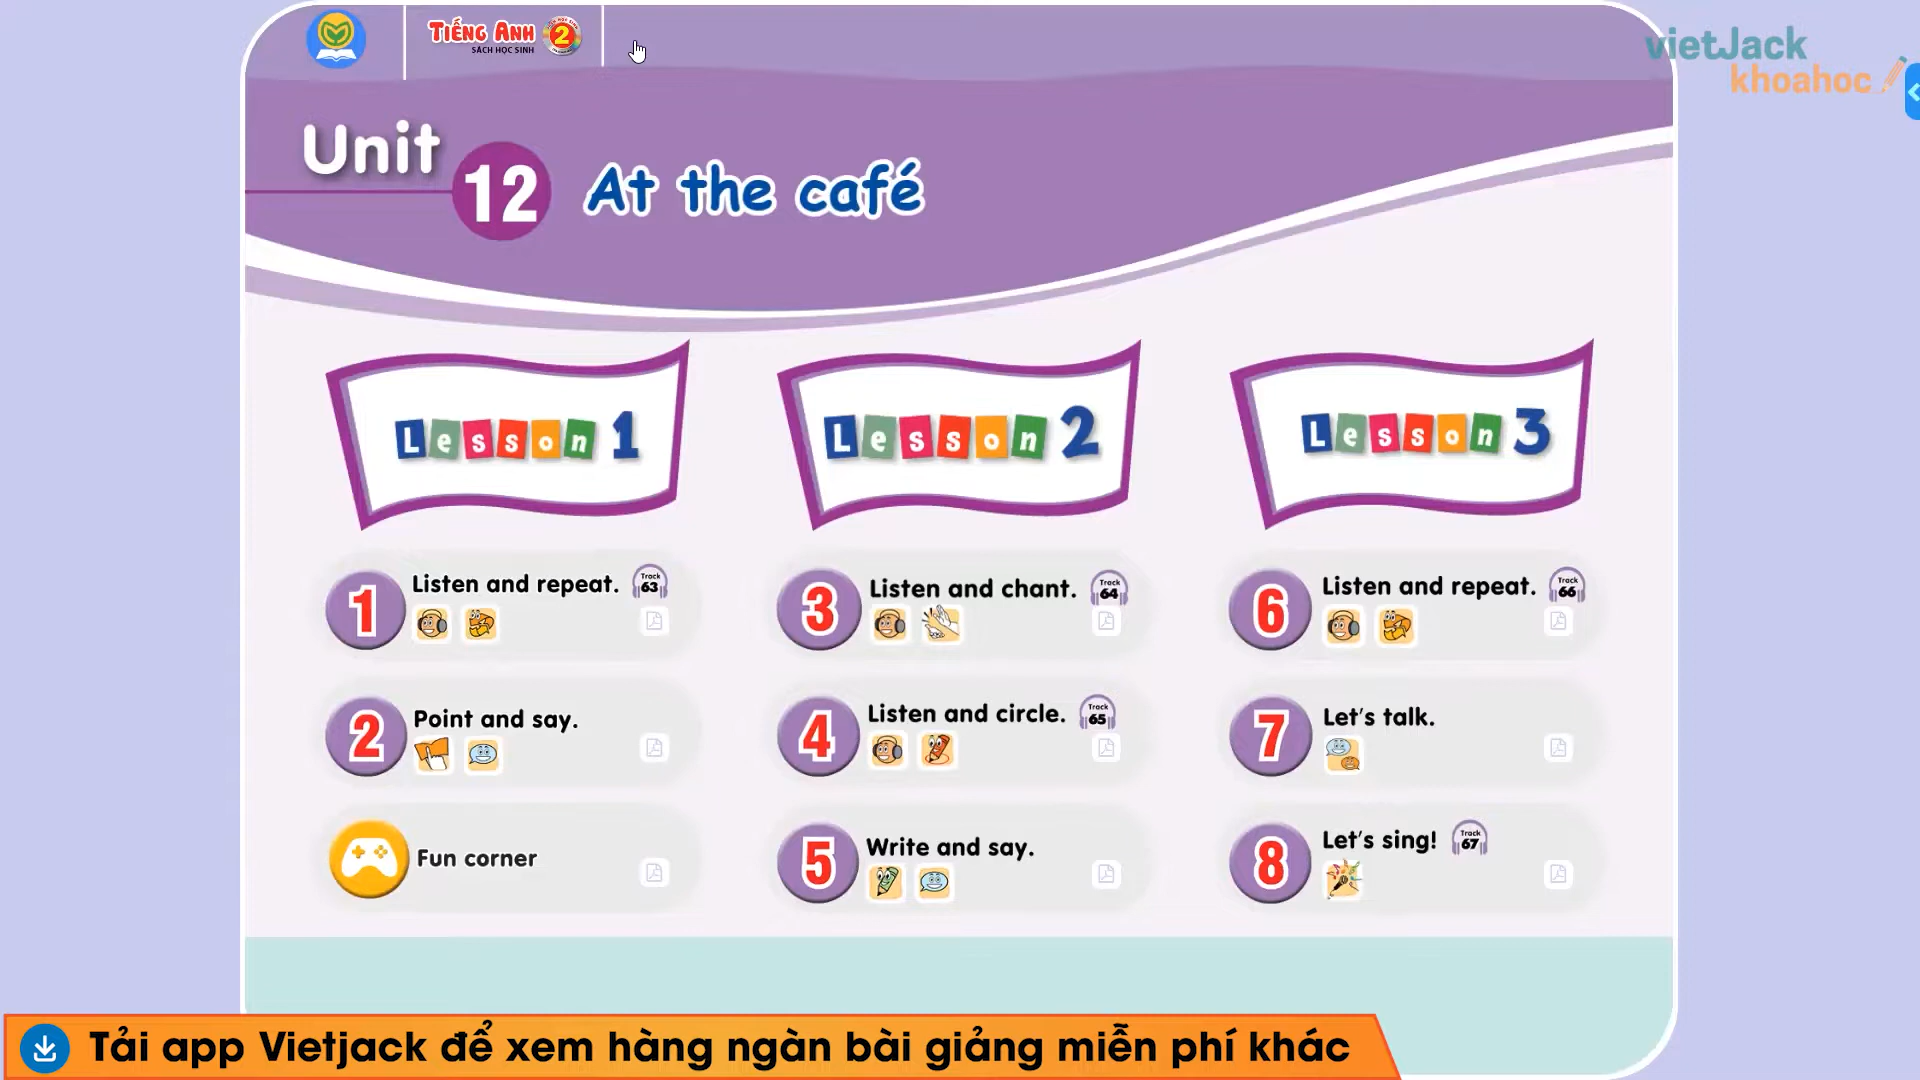 TIẾNG ANH 2
SÁCH HỌC SINH
vietJack
khoahoc
Unit 12 At the café
Lesson 1
1 Listen and repeat. Track 63
2 Point and say.
Fun corner
Lesson 2
3 Listen and chant. Track 64
4 Listen and circle. Track 65
5 Write and say.
Lesson 3
6 Listen and repeat. Track 66
7 Let's talk.
8 Let's sing! Track 67
Tải app Vietjack để xem hàng ngàn bài giảng miễn phí khác